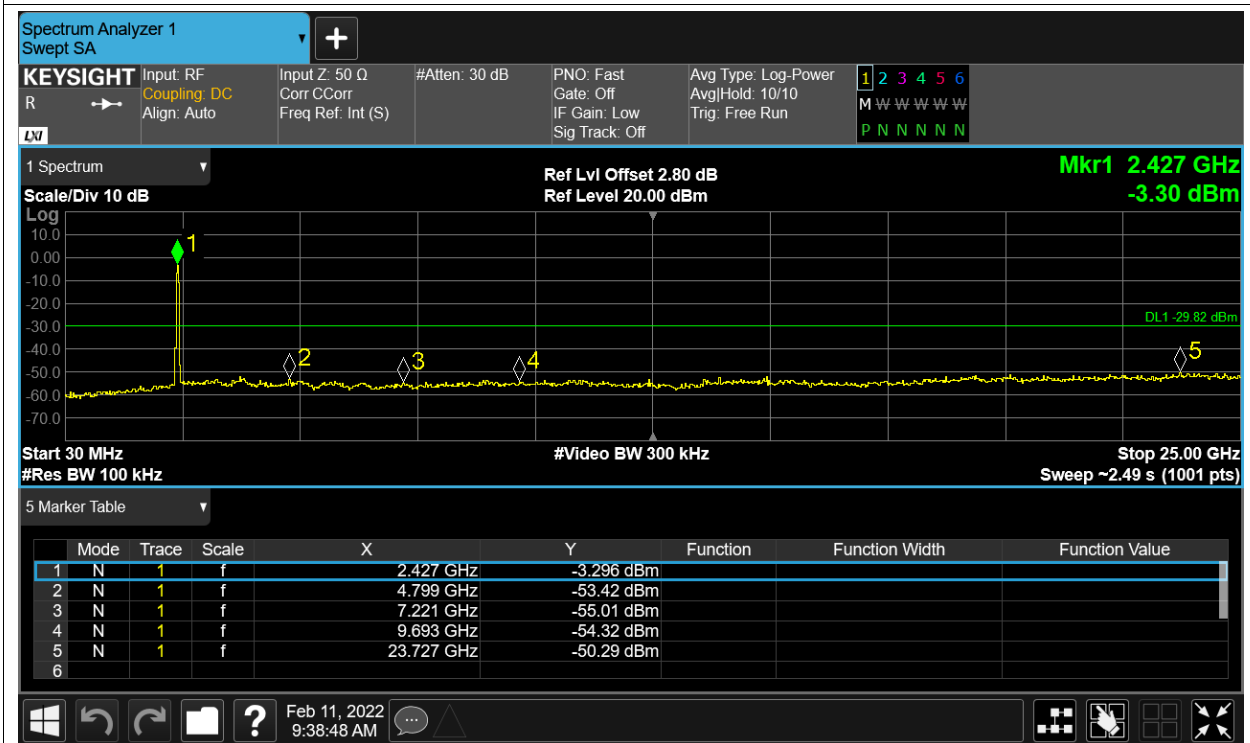 Spectrum Analyzer 1
Swept SA
KEYSIGHT Input: RF Input Z: 50 Ω #Atten: 30 dB PNO: Fast Avg Type: Log-Power 1 2 3 4 5 6
R Coupling: DC Corr CCorr Gate: Off Avg|Hold: 10/10 M W W W W W
Align: Auto Freq Ref: Int (S) IF Gain: Low Trig: Free Run
LXI Sig Track: Off P N N N N N
1 Spectrum Ref Lvl Offset 2.80 dB Mkr1 2.427 GHz
Scale/Div 10 dB Ref Level 20.00 dBm -3.30 dBm
Log
10.0 1
0.00
-10.0
-20.0
DL1 -29.82 dBm
-30.0
-40.0 2 3 4 5
-50.0
-60.0
-70.0
Start 30 MHz #Video BW 300 kHz Stop 25.00 GHz
#Res BW 100 kHz Sweep ~2.49 s (1001 pts)
5 Marker Table
Mode Trace Scale X Y Function Function Width Function Value
1 N 1 f 2.427 GHz -3.296 dBm
2 N 1 f 4.799 GHz -53.42 dBm
3 N 1 f 7.221 GHz -55.01 dBm
4 N 1 f 9.693 GHz -54.32 dBm
5 N 1 f 23.727 GHz -50.29 dBm
6
? Feb 11, 2022
9:38:48 AM